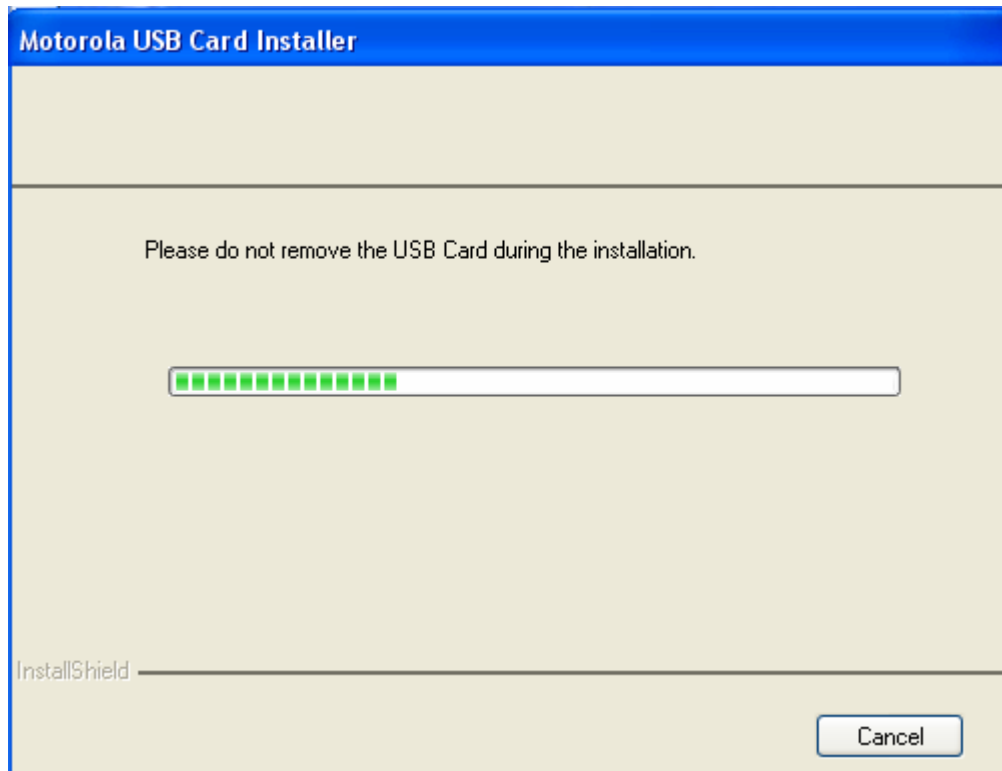 Motorola USB Card Installer
Please do not remove the USB Card during the installation.
InstallShield
Cancel